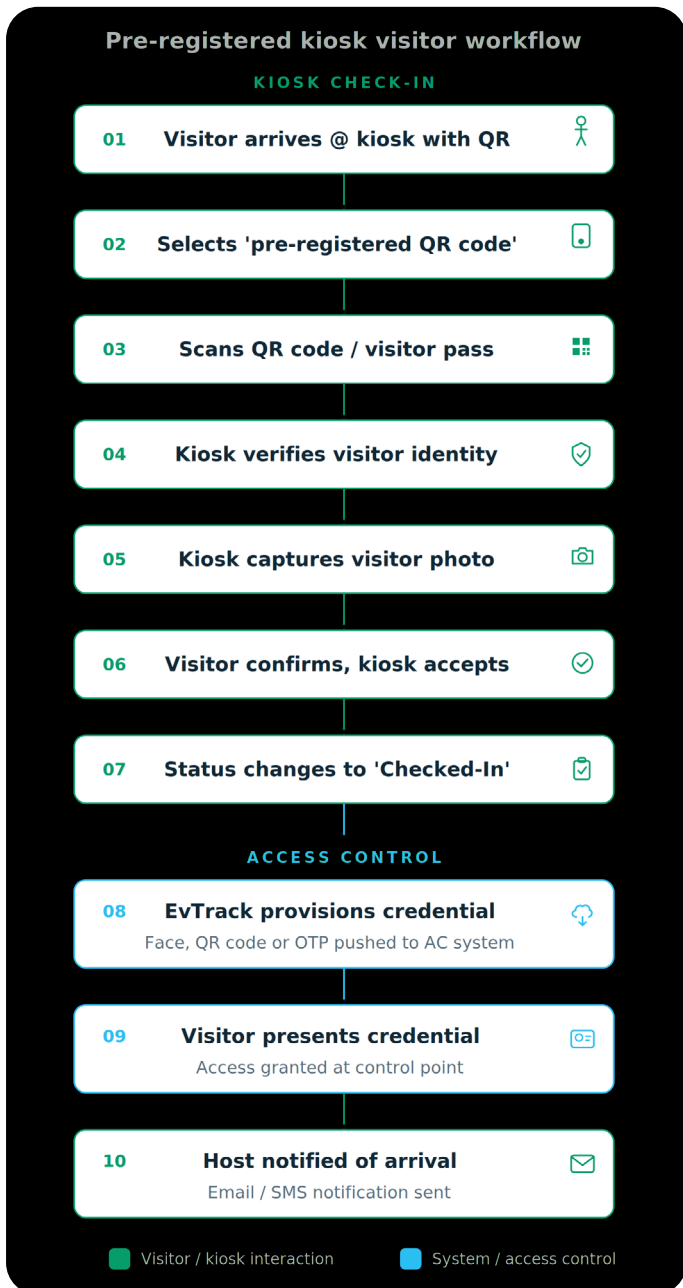 Pre-registered kiosk visitor workflow
KIOSK CHECK-IN
01 Visitor arrives @ kiosk with QR
02 Selects 'pre-registered QR code'
03 Scans QR code / visitor pass
04 Kiosk verifies visitor identity
05 Kiosk captures visitor photo
06 Visitor confirms, kiosk accepts
07 Status changes to 'Checked-In'
ACCESS CONTROL
08 EvTrack provisions credential
Face, QR code or OTP pushed to AC system
09 Visitor presents credential
Access granted at control point
10 Host notified of arrival
Email / SMS notification sent
Visitor / kiosk interaction
System / access control